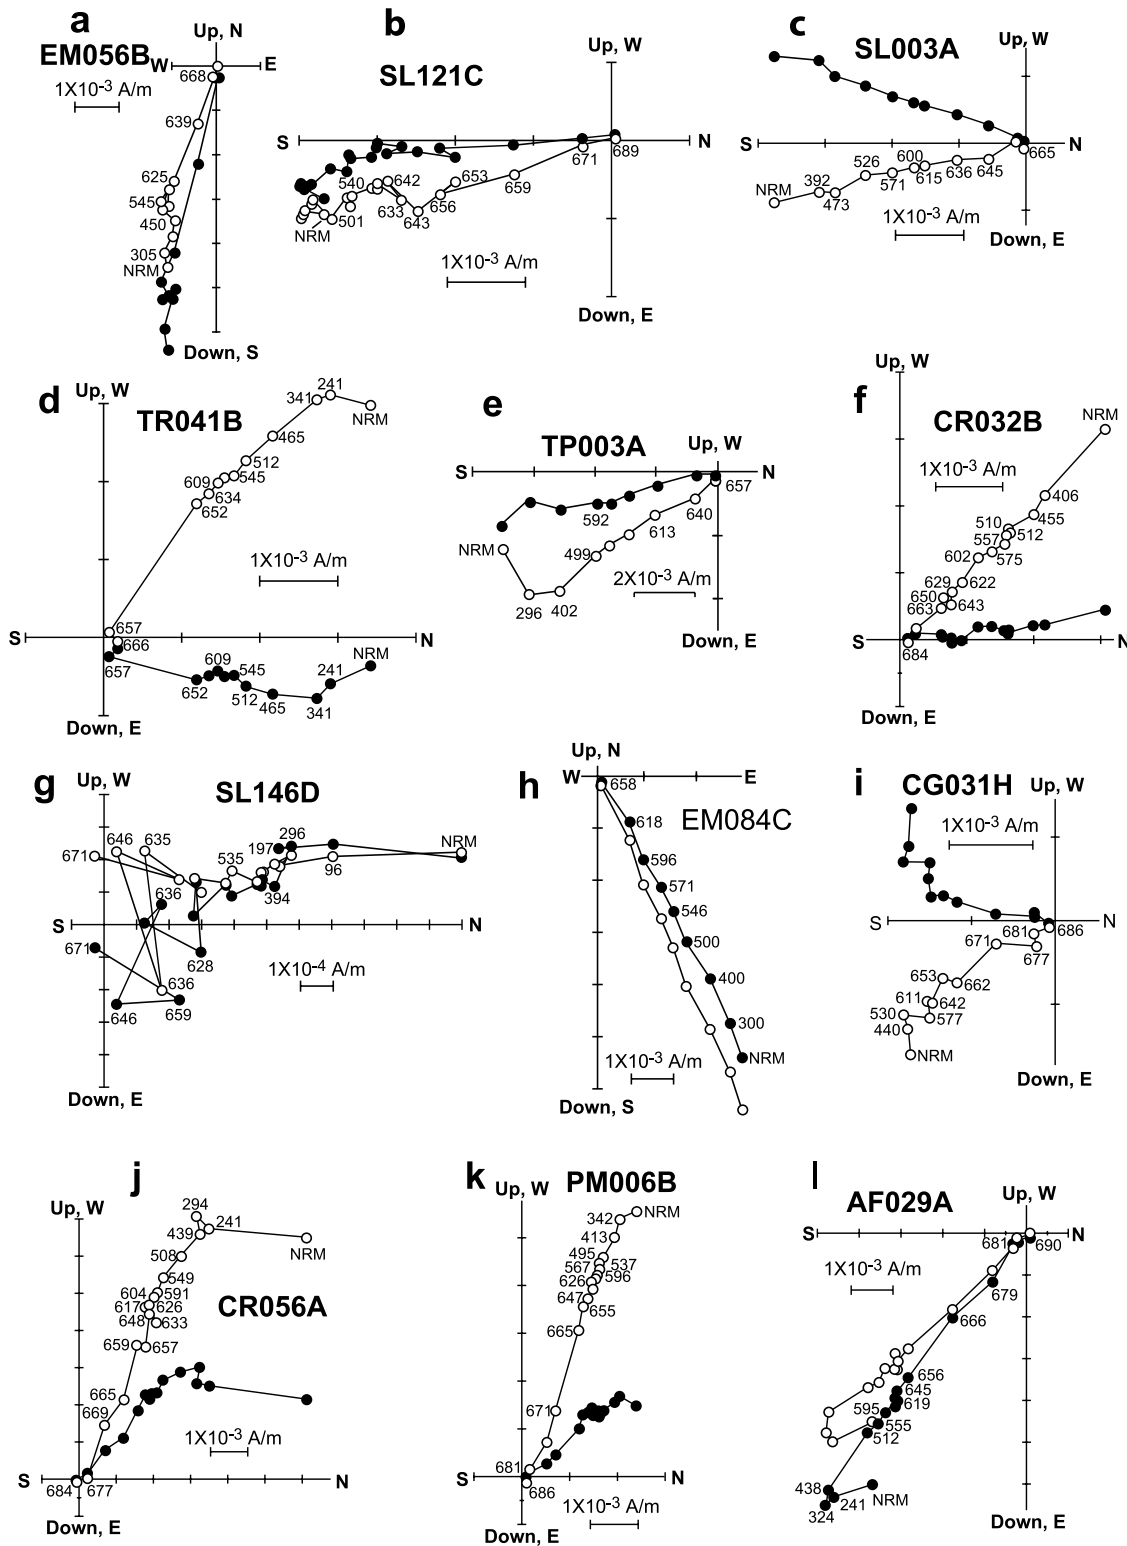 a
EM056B
Up, N
W
E
668
1X10-3 A/m
639
625
545
450
305
NRM
Down, S
b
SL121C
Up, W
S
N
689
671
540
642
653
659
656
633
643
501
NRM
1X10-3 A/m
Down, E
c
SL003A
Up, W
S
N
665
600
526
645
636
615
571
392
NRM
473
1X10-3 A/m
Down, E
d
Up, W
TR041B
241
341
NRM
465
512
545
609
634
652
1X10-3 A/m
657
S
N
666
657
609
NRM
545
241
652
512
465
341
Down, E
e
TP003A
Up, W
S
N
657
592
640
613
NRM
499
296
402
2X10-3 A/m
Down, E
f
Up, W
CR032B
NRM
1X10-3 A/m
406
455
510
512
557
575
602
629
622
650
643
663
S
N
684
Down, E
g
Up, W
SL146D
646
635
296
197
NRM
671
535
96
636
394
S
N
671
628
1X10-4 A/m
636
646
659
Down, E
h
Up, N
W
E
658
618
EM084C
596
571
546
500
400
300
NRM
1X10-3 A/m
Down, S
i
CG031H
Up, W
1X10-3 A/m
S
N
686
681
671
677
653
662
611
642
530
577
440
NRM
Down, E
j
Up, W
294
241
439
NRM
508
549
591
604
617
626
648
633
CR056A
659
657
665
669
1X10-3 A/m
S
N
684
677
Down, E
k
Up, W
PM006B
342
NRM
413
495
537
567
596
626
647
655
665
671
681
S
N
686
1X10-3 A/m
Down, E
l
AF029A
Up, W
S
N
681
690
1X10-3 A/m
679
666
656
645
619
595
555
512
438
241
NRM
324
Down, E